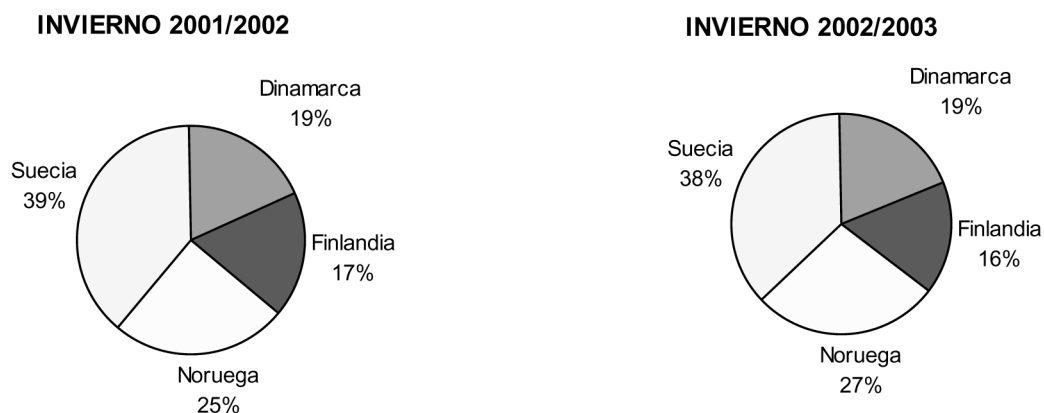 INVIERNO 2001/2002
Dinamarca
19%
Suecia
39%
Finlandia
17%
Noruega
25%
INVIERNO 2002/2003
Dinamarca
19%
Suecia
38%
Finlandia
16%
Noruega
27%